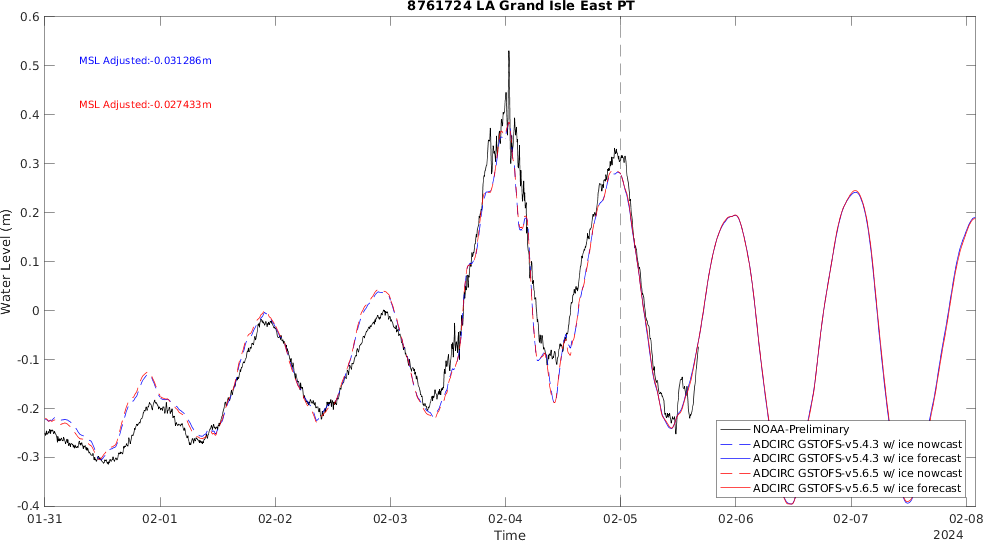 8761724 LA Grand Isle East PT
MSL Adjusted:-0.031286m
MSL Adjusted:-0.027433m
Water Level (m)
0.6
0.5
0.4
0.3
0.2
0.1
0
-0.1
-0.2
-0.3
-0.4
NOAA-Preliminary
ADCIRC GSTOFS-v5.4.3 w/ ice nowcast
ADCIRC GSTOFS-v5.4.3 w/ ice forecast
ADCIRC GSTOFS-v5.6.5 w/ ice nowcast
ADCIRC GSTOFS-v5.6.5 w/ ice forecast
01-31 02-01 02-02 02-03 02-04 02-05 02-06 02-07 02-08
Time
2024